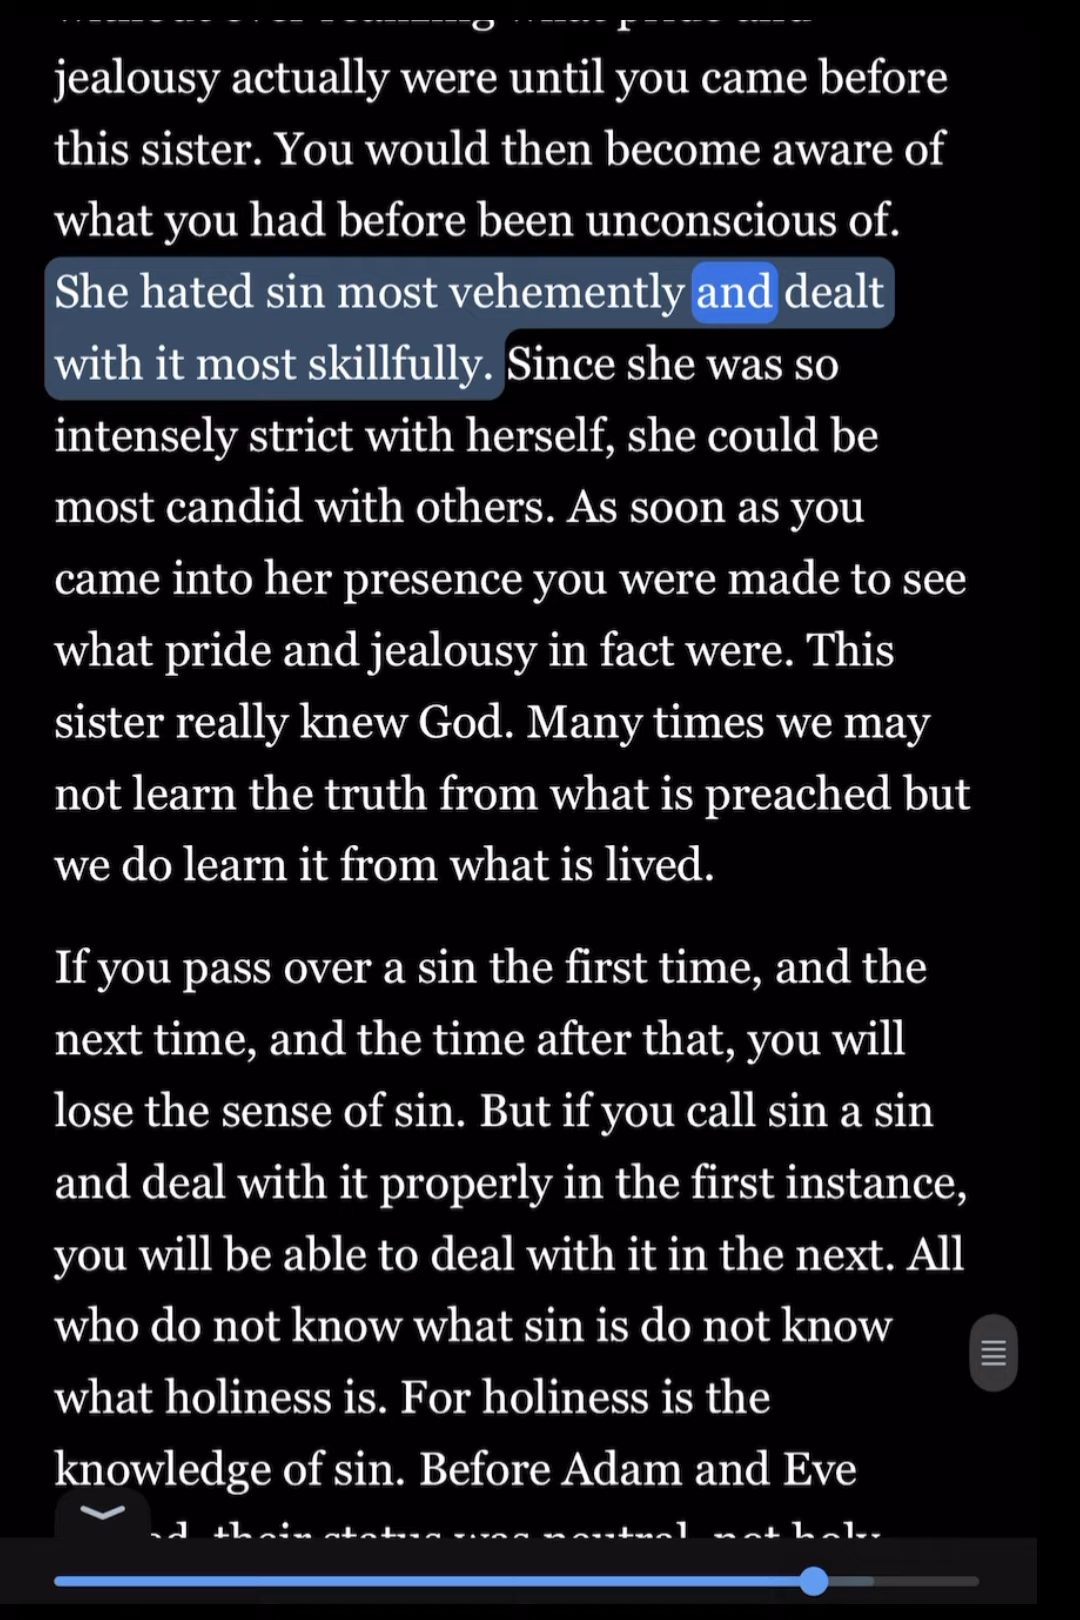 jealousy actually were until you came before
this sister. You would then become aware of
what you had before been unconscious of.
She hated sin most vehemently and dealt
with it most skillfully. Since she was so
intensely strict with herself, she could be
most candid with others. As soon as you
came into her presence you were made to see
what pride and jealousy in fact were. This
sister really knew God. Many times we may
not learn the truth from what is preached but
we do learn it from what is lived.
If you pass over a sin the first time, and the
next time, and the time after that, you will
lose the sense of sin. But if you call sin a sin
and deal with it properly in the first instance,
you will be able to deal with it in the next. All
who do not know what sin is do not know
what holiness is. For holiness is the
knowledge of sin. Before Adam and Eve
their status was neutral, not holy